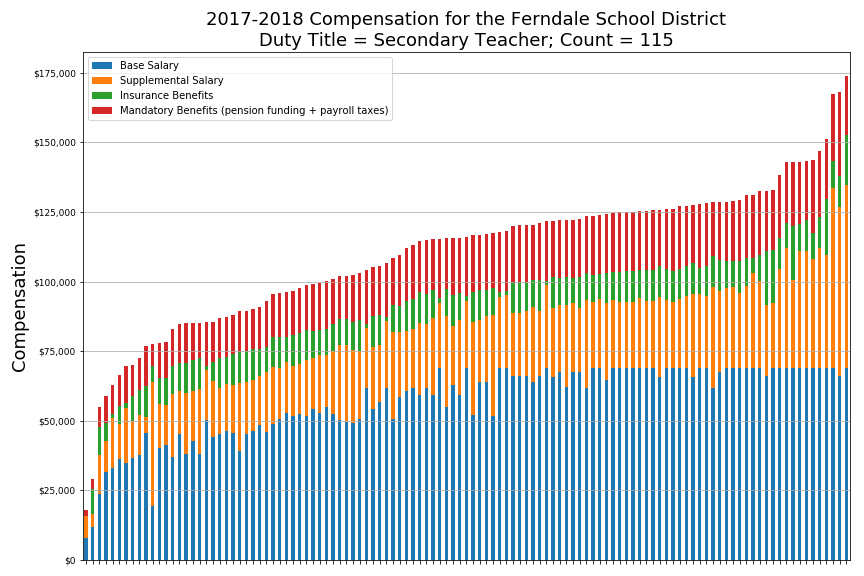 2017-2018 Compensation for the Ferndale School District
Duty Title = Secondary Teacher; Count = 115
Base Salary
Supplemental Salary
Insurance Benefits
Mandatory Benefits (pension funding + payroll taxes)
Compensation
$175,000
$150,000
$125,000
$100,000
$75,000
$50,000
$25,000
$0